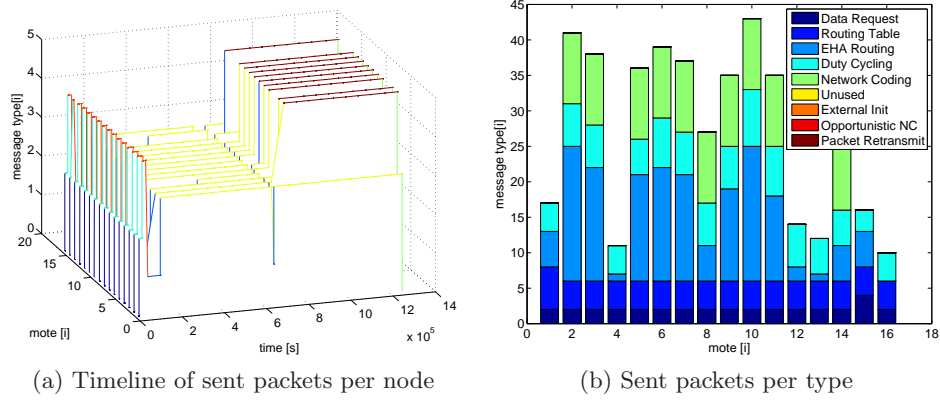 5
4
3
2
1
0
message type[i]
20
15
10
5
0
mote [i]
0
2
4
6
8
10
12
14
x 10^5
time [s]
(a) Timeline of sent packets per node
45
40
35
30
25
20
15
10
5
0
message type[i]
0
2
4
6
8
10
12
14
16
18
mote [i]
Data Request
Routing Table
EHA Routing
Duty Cycling
Network Coding
Unused
External Init
Opportunistic NC
Packet Retransmit
(b) Sent packets per type